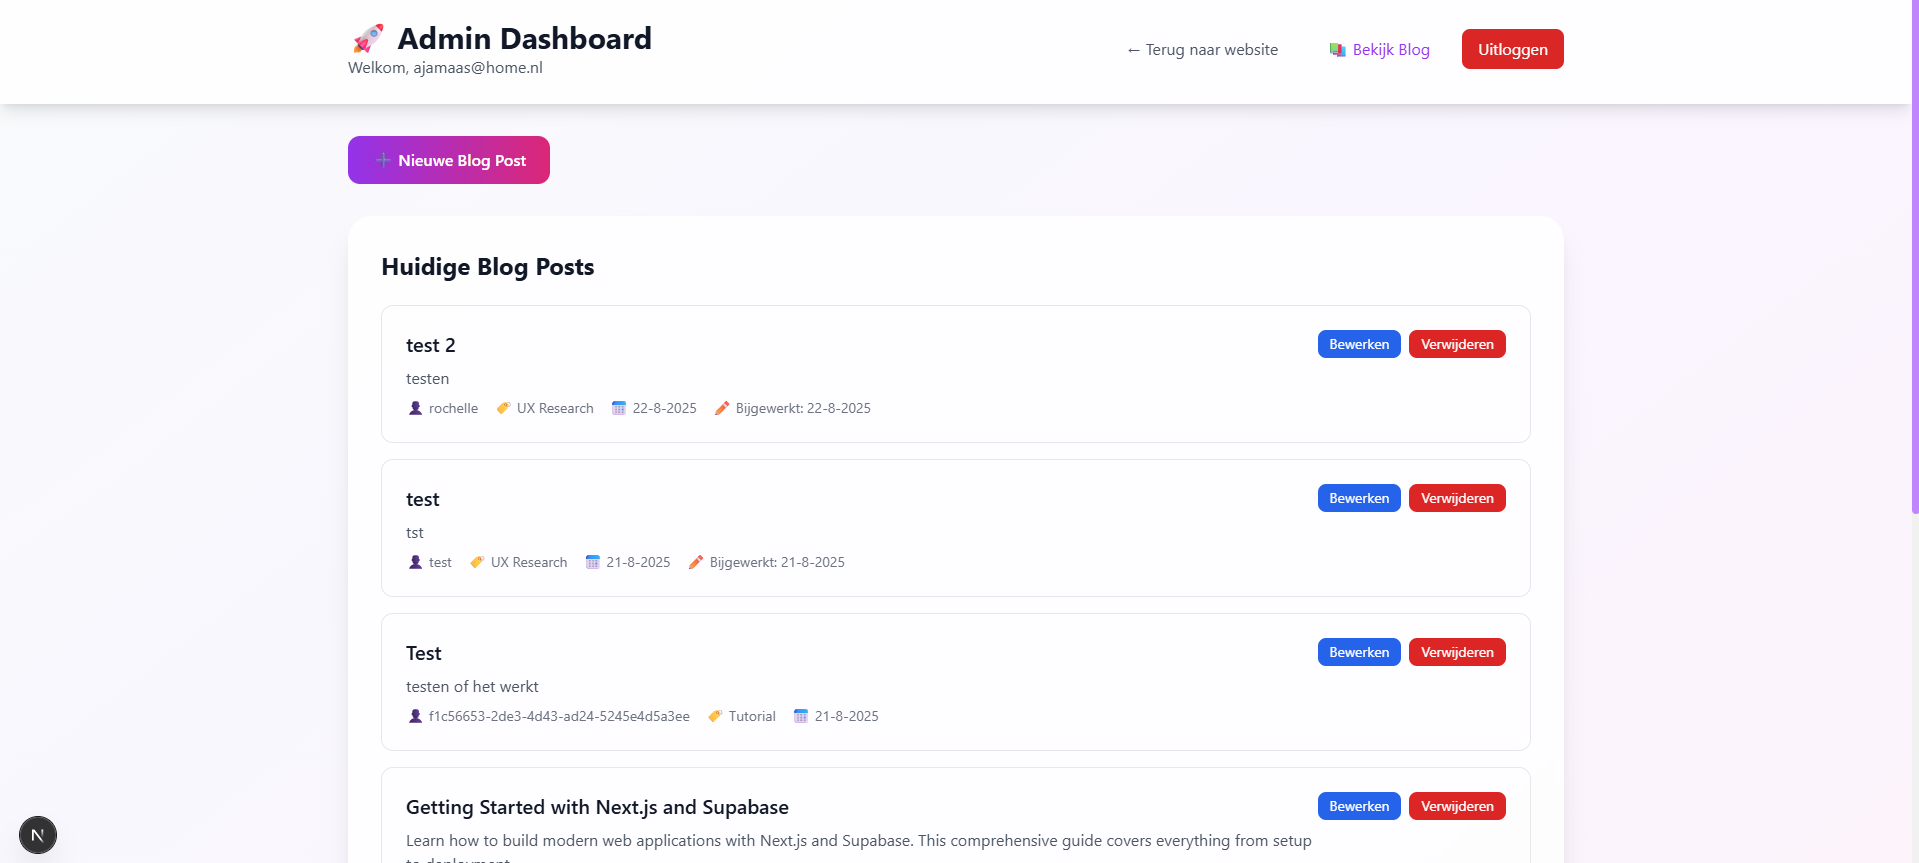 🚀 Admin Dashboard
Welkom, ajamaas@home.nl
← Terug naar website
📚 Bekijk Blog
Uitloggen
➕ Nieuwe Blog Post
Huidige Blog Posts
test 2
Bewerken
Verwijderen
testen
👤 rochelle 🏷️ UX Research 📅 22-8-2025 ✏️ Bijgewerkt: 22-8-2025
test
Bewerken
Verwijderen
tst
👤 test 🏷️ UX Research 📅 21-8-2025 ✏️ Bijgewerkt: 21-8-2025
Test
Bewerken
Verwijderen
testen of het werkt
👤 f1c56653-2de3-4d43-ad24-5245e4d5a3ee 🏷️ Tutorial 📅 21-8-2025
Getting Started with Next.js and Supabase
Bewerken
Verwijderen
Learn how to build modern web applications with Next.js and Supabase. This comprehensive guide covers everything from setup
to deployment.
N